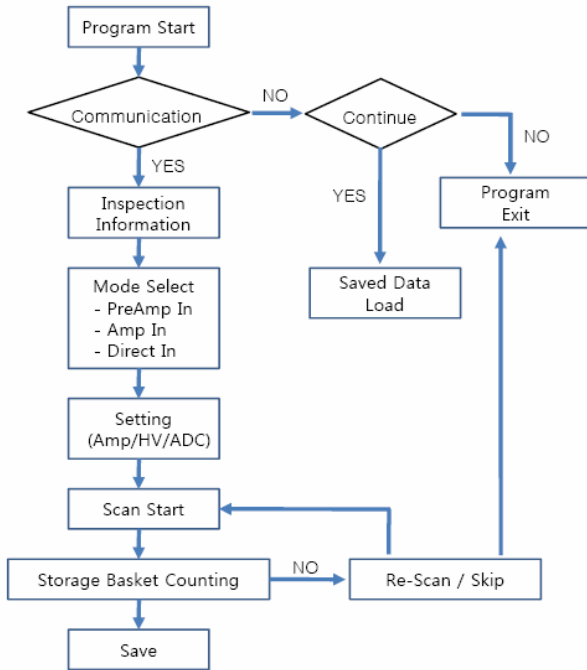 Program Start
Communication
NO
Continue
NO
YES
YES
Inspection
Information
Program
Exit
Mode Select
- PreAmp In
- Amp In
- Direct In
Saved Data
Load
Setting
(Amp/HV/ADC)
Scan Start
Storage Basket Counting
NO
Re-Scan / Skip
Save